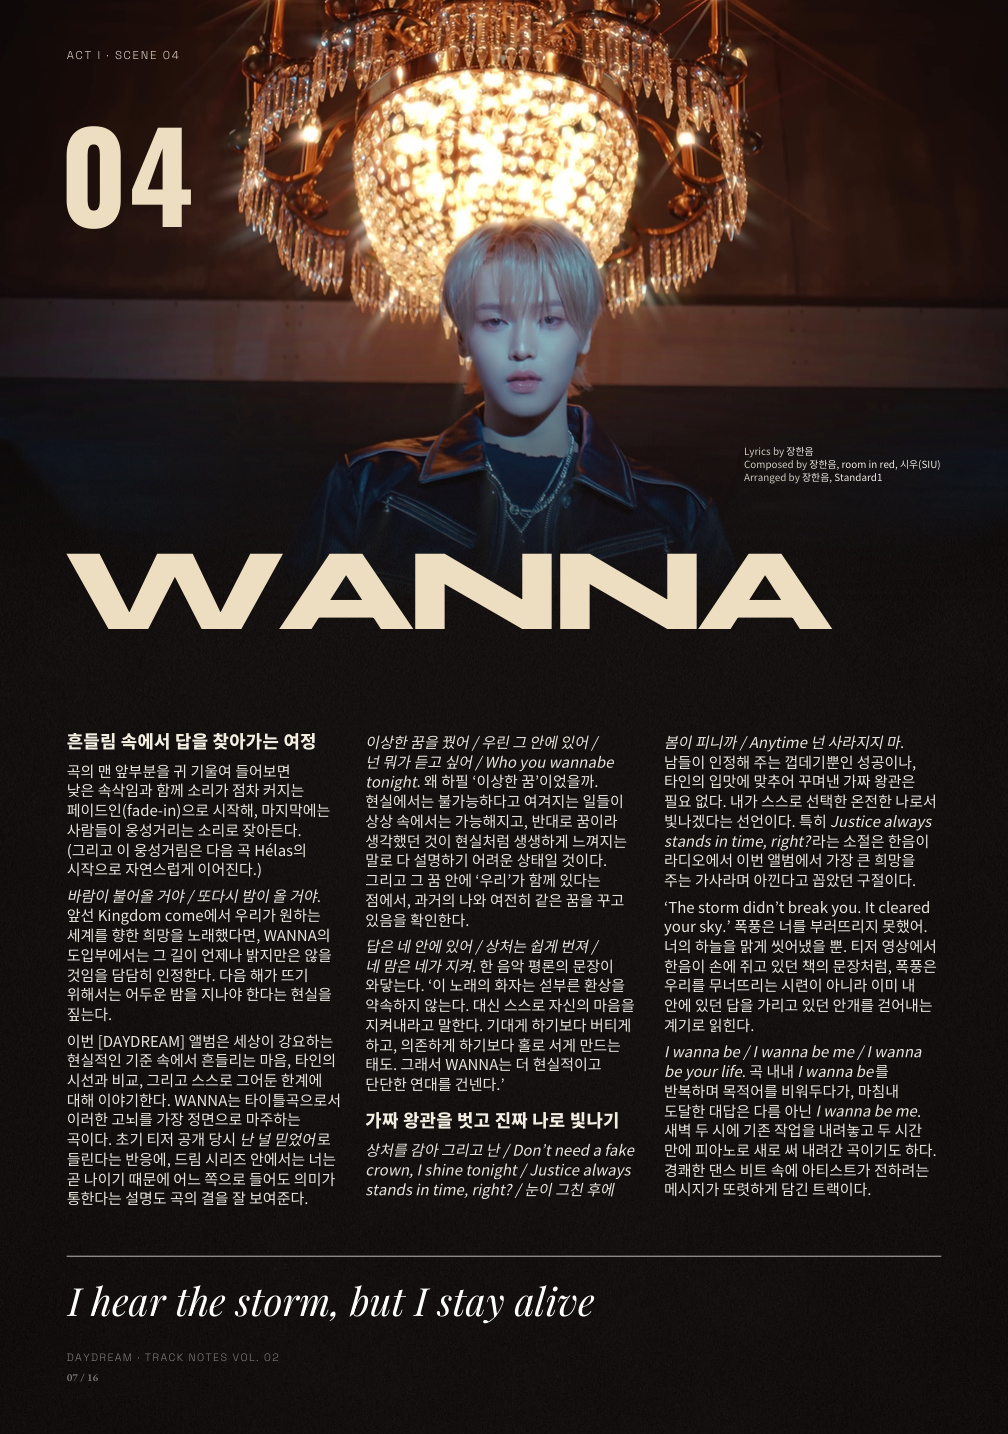 ACT I · SCENE 04
04
Lyrics by 장한음
Composed by 장한음, room in red, 시우(SIU)
Arranged by 장한음, Standard1
WANNA
흔들림 속에서 답을 찾아가는 여정
곡의 맨 앞부분을 귀 기울여 들어보면
낮은 속삭임과 함께 소리가 점차 커지는
페이드인(fade-in)으로 시작해, 마지막에는
사람들이 웅성거리는 소리로 잦아든다.
(그리고 이 웅성거림은 다음 곡 Hélas의
시작으로 자연스럽게 이어진다.)
바람이 불어올 거야 / 또다시 밤이 올 거야.
앞선 Kingdom come에서 우리가 원하는
세계를 향한 희망을 노래했다면, WANNA의
도입부에서는 그 길이 언제나 밝지만은 않을
것임을 담담히 인정한다. 다음 해가 뜨기
위해서는 어두운 밤을 지나야 한다는 현실을
짚는다.
이번 [DAYDREAM] 앨범은 세상이 강요하는
현실적인 기준 속에서 흔들리는 마음, 타인의
시선과 비교, 그리고 스스로 그어둔 한계에
대해 이야기한다. WANNA는 타이틀곡으로서
이러한 고뇌를 가장 정면으로 마주하는
곡이다. 초기 티저 공개 당시 난 널 믿었어로
들린다는 반응에, 드림 시리즈 안에서는 너는
곧 나이기 때문에 어느 쪽으로 들어도 의미가
통한다는 설명도 곡의 결을 잘 보여준다.
이상한 꿈을 꿨어 / 우린 그 안에 있어 /
넌 뭐가 듣고 싶어 / Who you wannabe
tonight. 왜 하필 ‘이상한 꿈’이었을까.
현실에서는 불가능하다고 여겨지는 일들이
상상 속에서는 가능해지고, 반대로 꿈이라
생각했던 것이 현실처럼 생생하게 느껴지는
말로 다 설명하기 어려운 상태일 것이다.
그리고 그 꿈 안에 ‘우리’가 함께 있다는
점에서, 과거의 나와 여전히 같은 꿈을 꾸고
있음을 확인한다.
답은 네 안에 있어 / 상처는 쉽게 번져 /
네 맘은 네가 지켜. 한 음악 평론의 문장이
와닿는다. ‘이 노래의 화자는 섣부른 환상을
약속하지 않는다. 대신 스스로 자신의 마음을
지켜내라고 말한다. 기대게 하기보다 버티게
하고, 의존하게 하기보다 홀로 서게 만드는
태도. 그래서 WANNA는 더 현실적이고
단단한 연대를 건넨다.’
가짜 왕관을 벗고 진짜 나로 빛나기
상처를 감아 그리고 난 / Don’t need a fake
crown, I shine tonight / Justice always
stands in time, right? / 눈이 그친 후에
봄이 피니까 / Anytime 넌 사라지지 마.
남들이 인정해 주는 껍데기뿐인 성공이나,
타인의 입맛에 맞추어 꾸며낸 가짜 왕관은
필요 없다. 내가 스스로 선택한 온전한 나로서
빛나겠다는 선언이다. 특히 Justice always
stands in time, right?라는 소절은 한음이
라디오에서 이번 앨범에서 가장 큰 희망을
주는 가사라며 아낀다고 꼽았던 구절이다.
‘The storm didn’t break you. It cleared
your sky.’ 폭풍은 너를 부러뜨리지 못했어.
너의 하늘을 맑게 씻어냈을 뿐. 티저 영상에서
한음이 손에 쥐고 있던 책의 문장처럼, 폭풍은
우리를 무너뜨리는 시련이 아니라 이미 내
안에 있던 답을 가리고 있던 안개를 걷어내는
계기로 읽힌다.
I wanna be / I wanna be me / I wanna
be your life. 곡 내내 I wanna be를
반복하며 목적어를 비워두다가, 마침내
도달한 대답은 다름 아닌 I wanna be me.
새벽 두 시에 기존 작업을 내려놓고 두 시간
만에 피아노로 새로 써 내려간 곡이기도 하다.
경쾌한 댄스 비트 속에 아티스트가 전하려는
메시지가 또렷하게 담긴 트랙이다.
I hear the storm, but I stay alive
DAYDREAM · TRACK NOTES VOL. 02
07 / 16